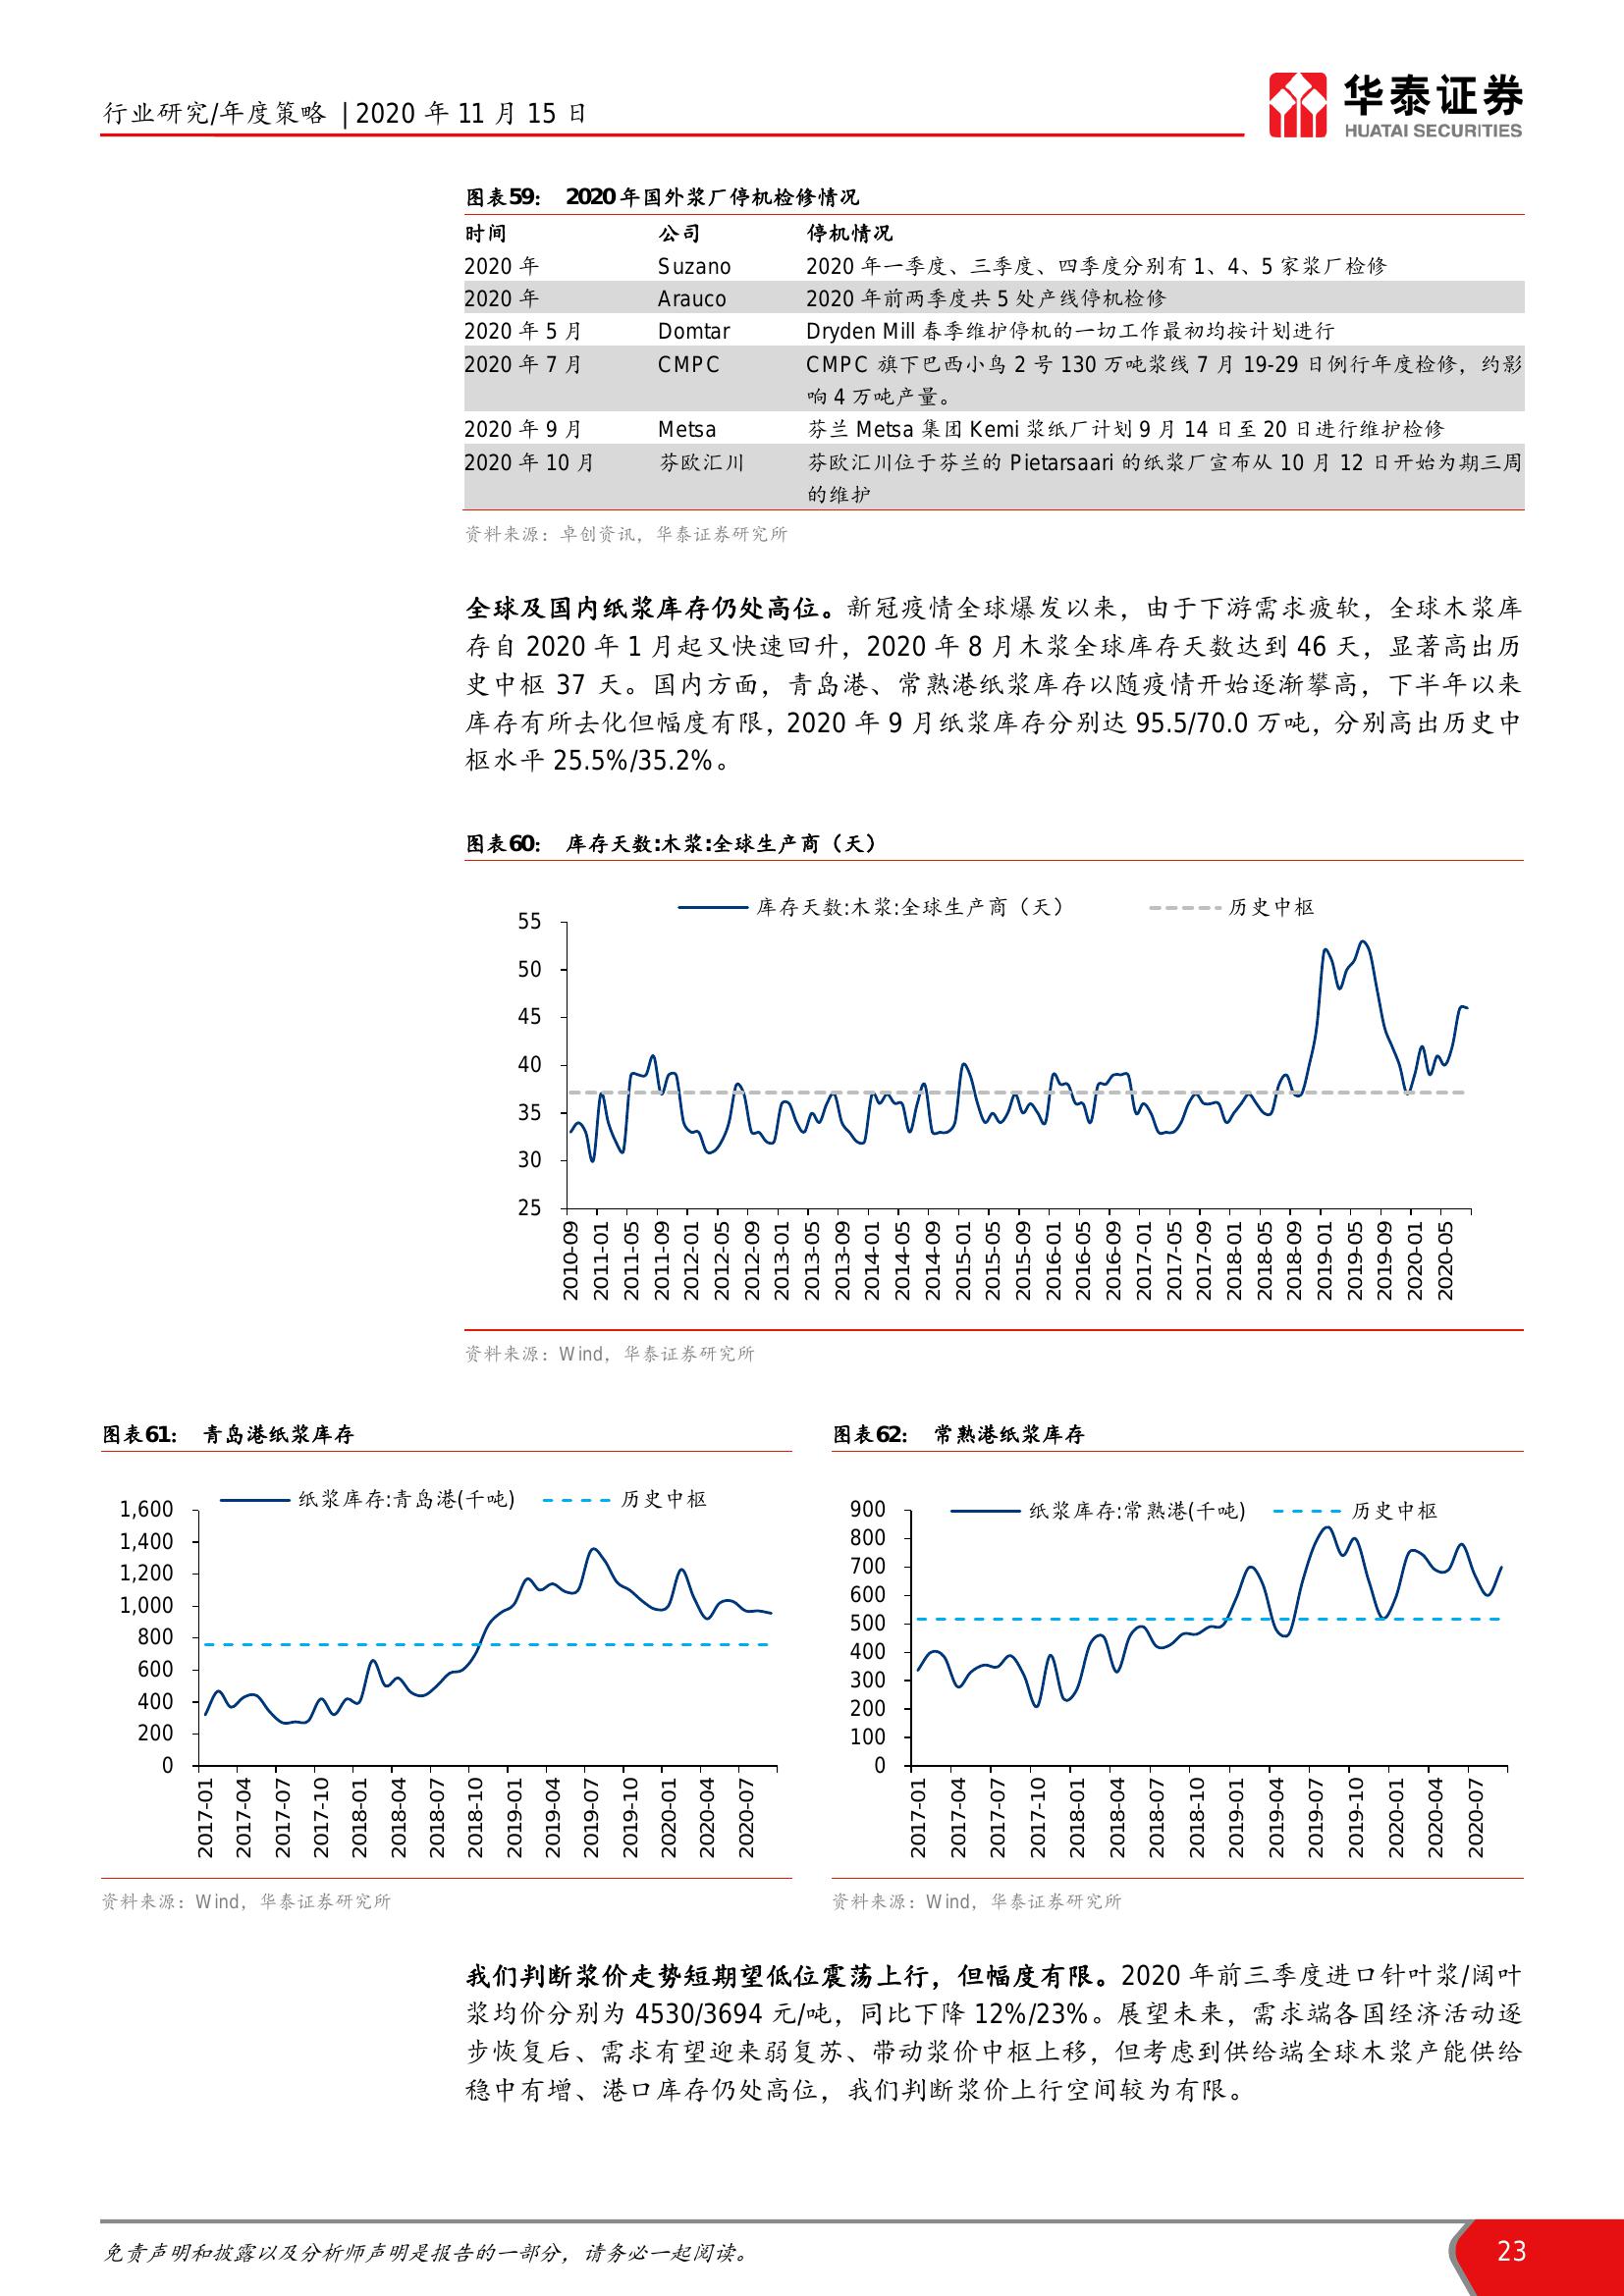 行业研究/年度策略 | 2020 年 11 月 15 日
华泰证券
HUATAI SECURITIES
图表59： 2020 年国外浆厂停机检修情况
时间 公司 停机情况
2020 年 Suzano 2020 年一季度、三季度、四季度分别有 1、4、5 家浆厂检修
2020 年 Arauco 2020 年前两季度共 5 处产线停机检修
2020 年 5 月 Domtar Dryden Mill 春季维护停机的一切工作最初均按计划进行
2020 年 7 月 CMPC CMPC 旗下巴西小鸟 2 号 130 万吨浆线 7 月 19-29 日例行年度检修，约影
响 4 万吨产量。
2020 年 9 月 Metsa 芬兰 Metsa 集团 Kemi 浆纸厂计划 9 月 14 日至 20 日进行维护检修
2020 年 10 月 芬欧汇川 芬欧汇川位于芬兰的 Pietarsaari 的纸浆厂宣布从 10 月 12 日开始为期三周
的维护
资料来源：卓创资讯，华泰证券研究所
全球及国内纸浆库存仍处高位。新冠疫情全球爆发以来，由于下游需求疲软，全球木浆库
存自 2020 年 1 月起又快速回升，2020 年 8 月木浆全球库存天数达到 46 天，显著高出历
史中枢 37 天。国内方面，青岛港、常熟港纸浆库存以随疫情开始逐渐攀高，下半年以来
库存有所去化但幅度有限，2020 年 9 月纸浆库存分别达 95.5/70.0 万吨，分别高出历史中
枢水平 25.5%/35.2%。
图表60： 库存天数:木浆:全球生产商（天）
库存天数:木浆:全球生产商（天） 历史中枢
55
50
45
40
35
30
25
2010-09 2011-01 2011-05 2011-09 2012-01 2012-05 2012-09 2013-01 2013-05 2013-09 2014-01 2014-05 2014-09 2015-01 2015-05 2015-09 2016-01 2016-05 2016-09 2017-01 2017-05 2017-09 2018-01 2018-05 2018-09 2019-01 2019-05 2019-09 2020-01 2020-05
资料来源：Wind，华泰证券研究所
图表61： 青岛港纸浆库存
纸浆库存:青岛港(千吨) 历史中枢
1,600
1,400
1,200
1,000
800
600
400
200
0
2017-01 2017-04 2017-07 2017-10 2018-01 2018-04 2018-07 2018-10 2019-01 2019-04 2019-07 2019-10 2020-01 2020-04 2020-07
资料来源：Wind，华泰证券研究所
图表62： 常熟港纸浆库存
纸浆库存:常熟港(千吨) 历史中枢
900
800
700
600
500
400
300
200
100
0
2017-01 2017-04 2017-07 2017-10 2018-01 2018-04 2018-07 2018-10 2019-01 2019-04 2019-07 2019-10 2020-01 2020-04 2020-07
资料来源：Wind，华泰证券研究所
我们判断浆价走势短期望低位震荡上行，但幅度有限。2020 年前三季度进口针叶浆/阔叶
浆均价分别为 4530/3694 元/吨，同比下降 12%/23%。展望未来，需求端各国经济活动逐
步恢复后、需求有望迎来弱复苏、带动浆价中枢上移，但考虑到供给端全球木浆产能供给
稳中有增、港口库存仍处高位，我们判断浆价上行空间较为有限。
免责声明和披露以及分析师声明是报告的一部分，请务必一起阅读。
23